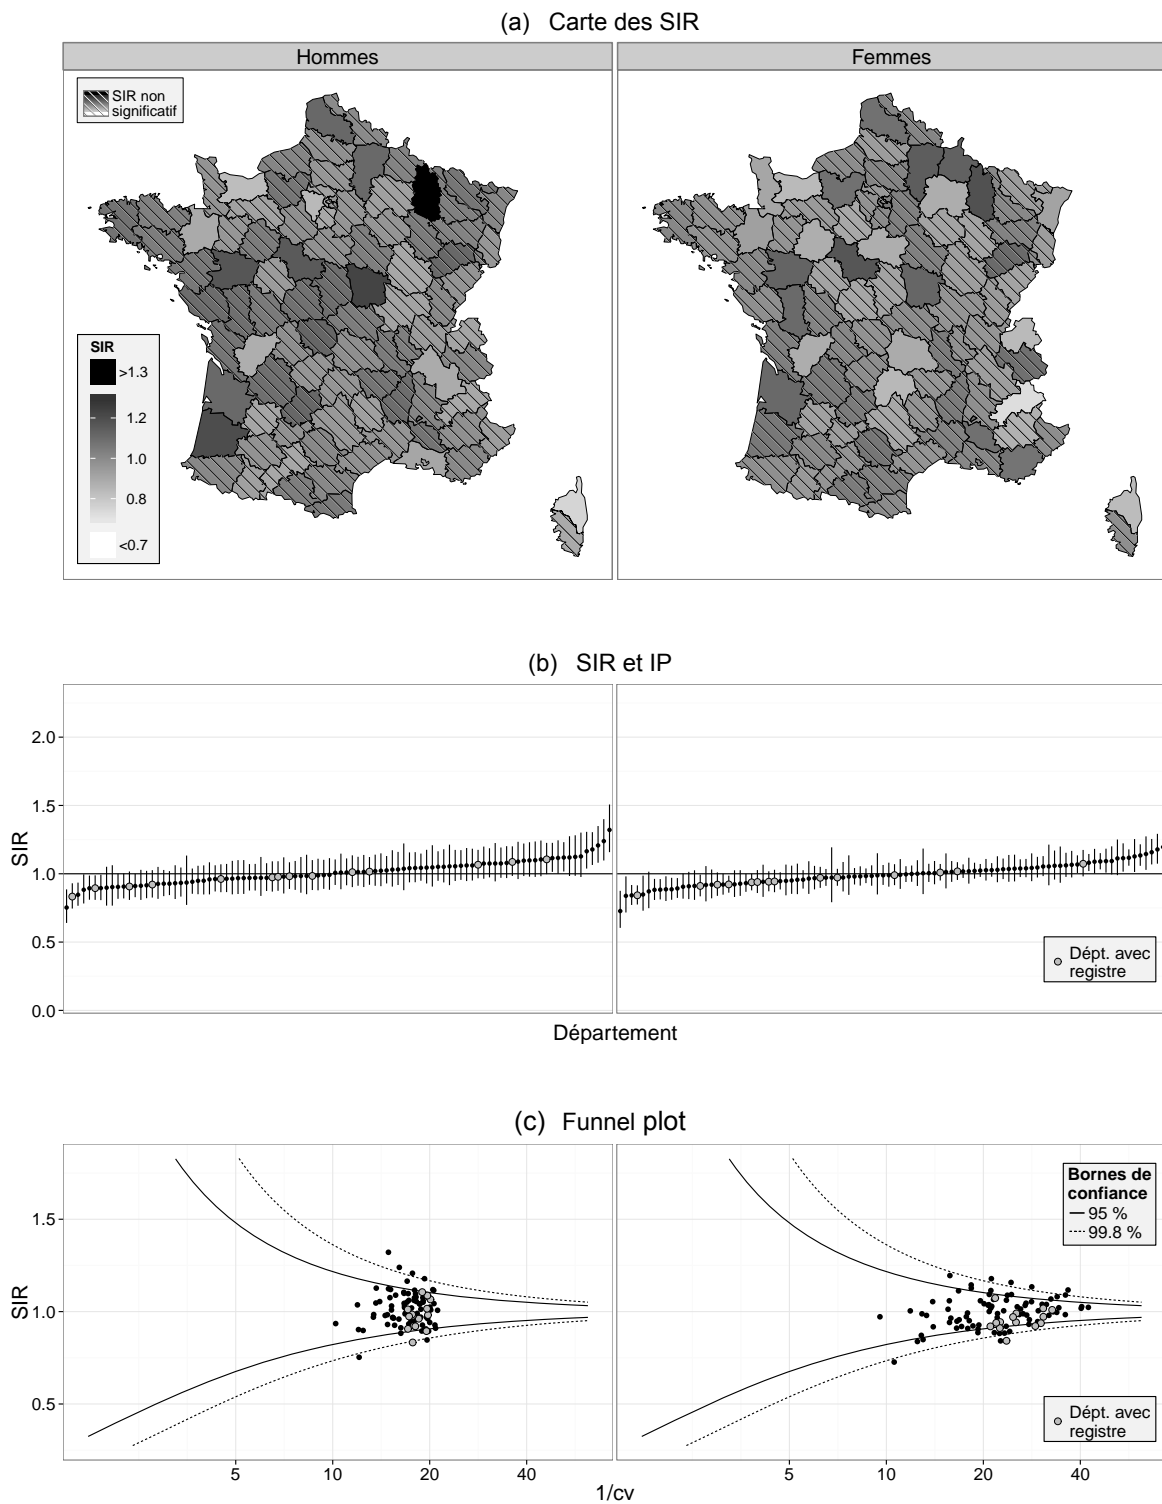 (a) Carte des SIR
Hommes
Femmes
SIR non
significatif
SIR
>1.3
1.2
1.0
0.8
<0.7
(b) SIR et IP
SIR
2.0
1.5
1.0
0.5
0.0
Dépt. avec
registre
Département
(c) Funnel plot
SIR
1.5
1.0
0.5
Bornes de
confiance
95 %
99.8 %
Dépt. avec
registre
5 10 20 40
5 10 20 40
1/cv